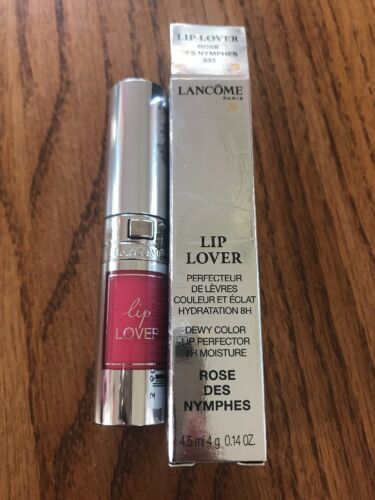 LIP LOVER
ROSE
DES NYMPHES
333
LANCÔME
PARIS
LIP
LOVER
PERFECTEUR
DE LÈVRES
COULEUR ET ÉCLAT
HYDRATATION 8H
DEWY COLOR
LIP PERFECTOR
8H MOISTURE
ROSE
DES
NYMPHES
4.5 ml 4 g 0.14 OZ.
lip
LOVER